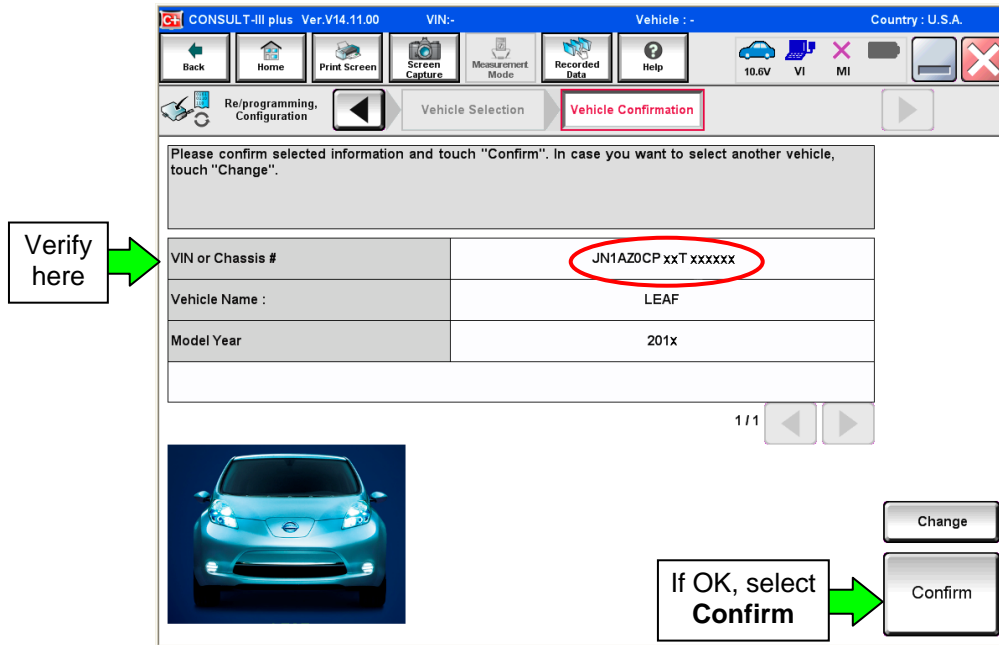 C+ CONSULT-III plus Ver.V14.11.00 VIN:- Vehicle : - Country : U.S.A.
Back Home Print Screen Screen Capture Measurement Mode Recorded Data Help 10.6V VI MI
Re/programming, Configuration Vehicle Selection Vehicle Confirmation
Please confirm selected information and touch "Confirm". In case you want to select another vehicle,
touch "Change".
Verify
here
VIN or Chassis # JN1AZ0CP xxT xxxxxx
Vehicle Name : LEAF
Model Year 201x
1/1
Change
If OK, select
Confirm
Confirm